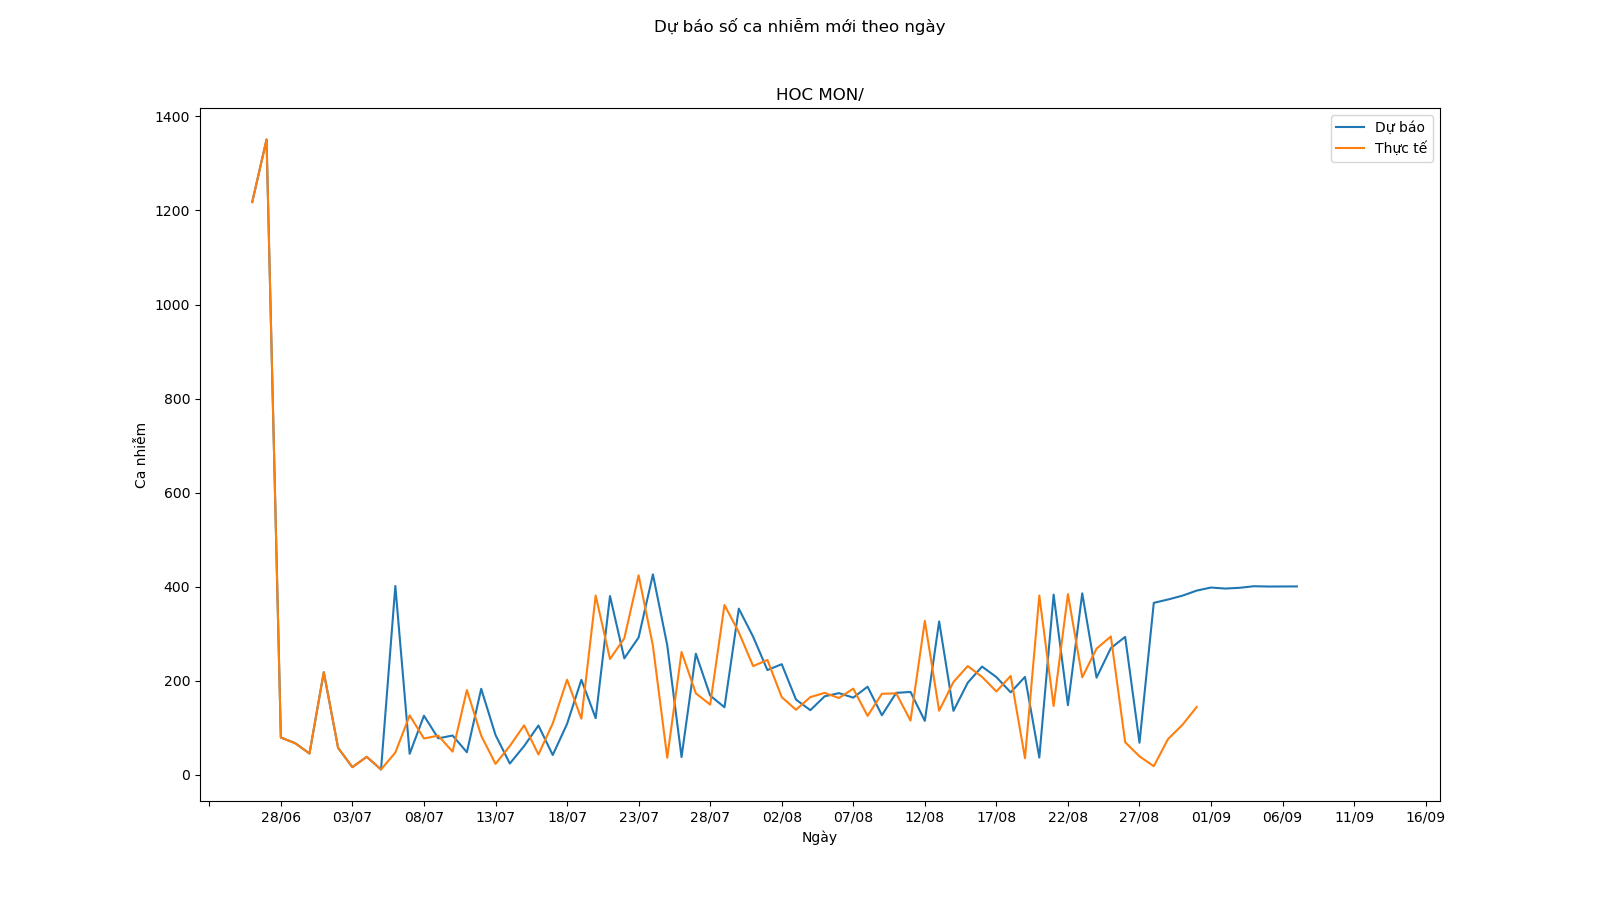 Dự báo số ca nhiễm mới theo ngày
HOC MON/
Dự báo
Thực tế
Ca nhiễm
1400
1200
1000
800
600
400
200
0
28/06 03/07 08/07 13/07 18/07 23/07 28/07 02/08 07/08 12/08 17/08 22/08 27/08 01/09 06/09 11/09 16/09
Ngày